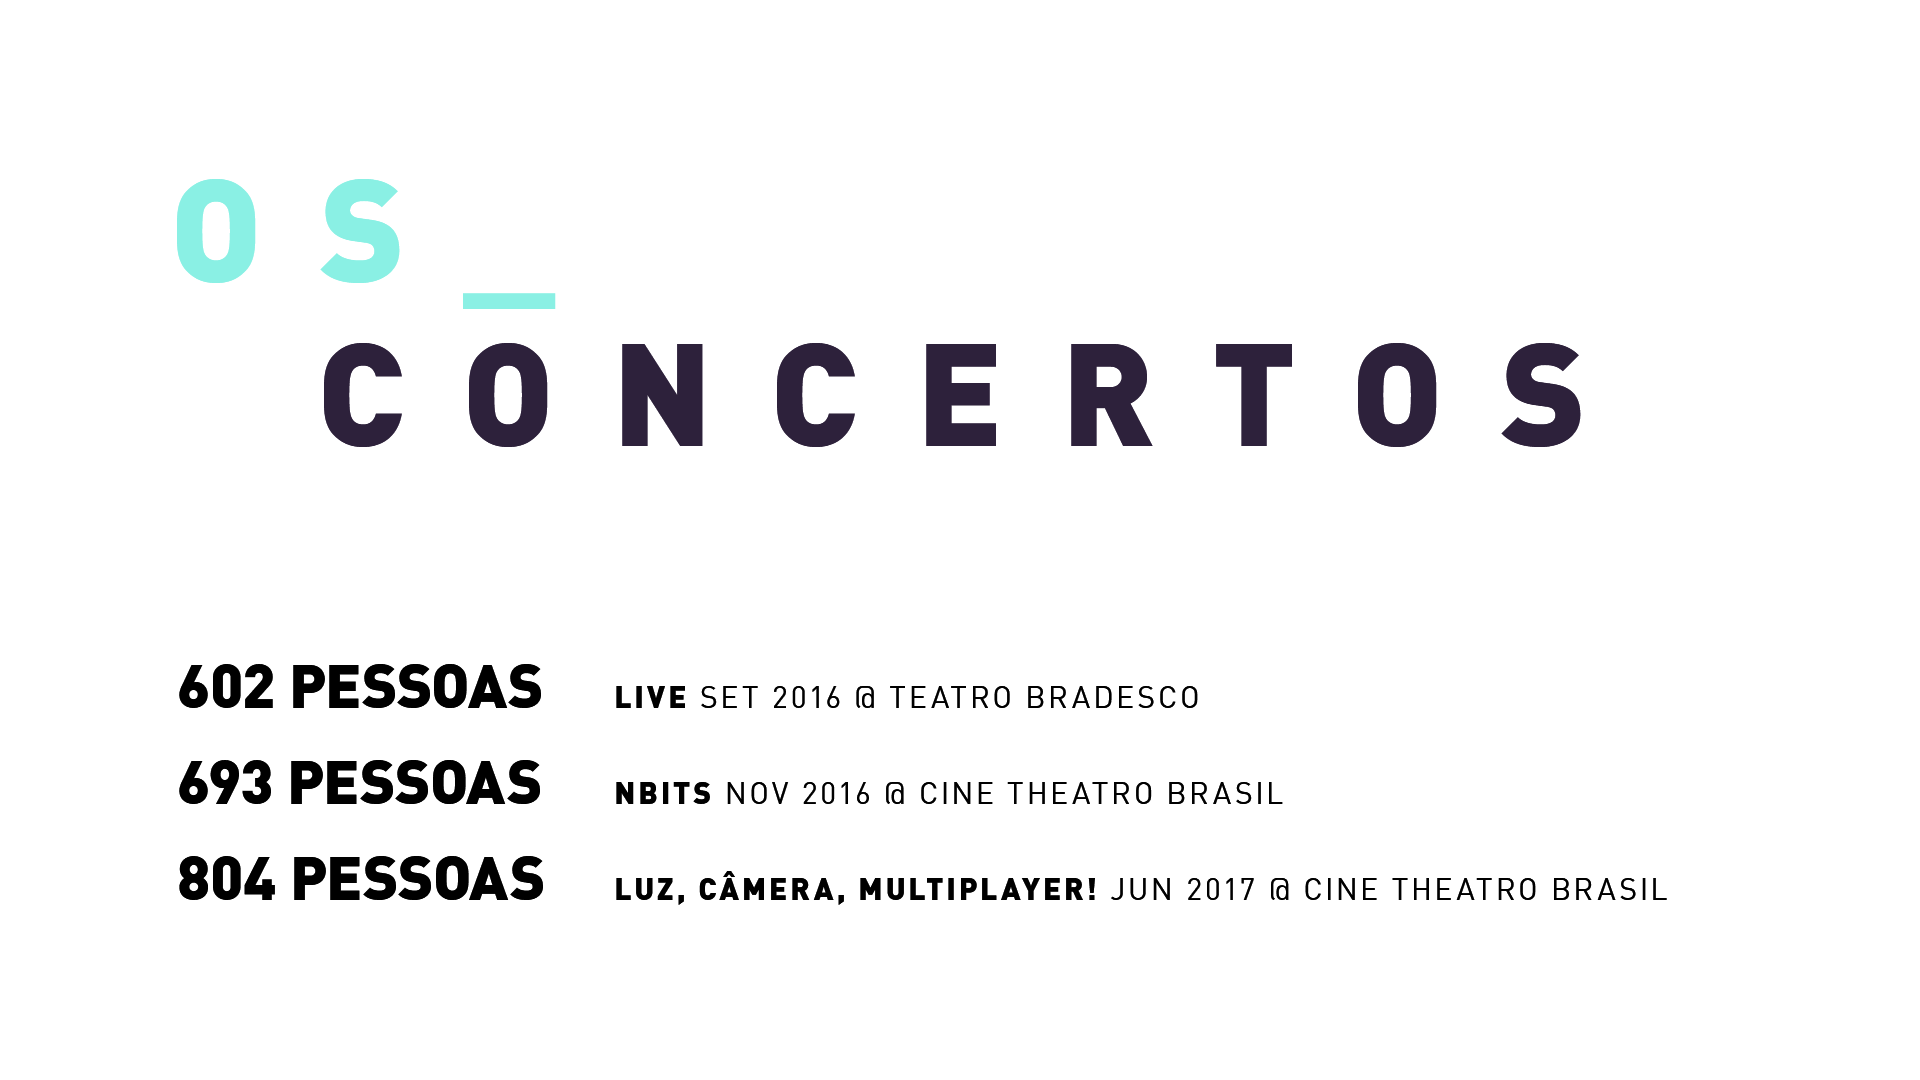 OS_
CONCERTOS
602 PESSOAS LIVE SET 2016 @ TEATRO BRADESCO
693 PESSOAS NBITS NOV 2016 @ CINE THEATRO BRASIL
804 PESSOAS LUZ, CÂMERA, MULTIPLAYER! JUN 2017 @ CINE THEATRO BRASIL